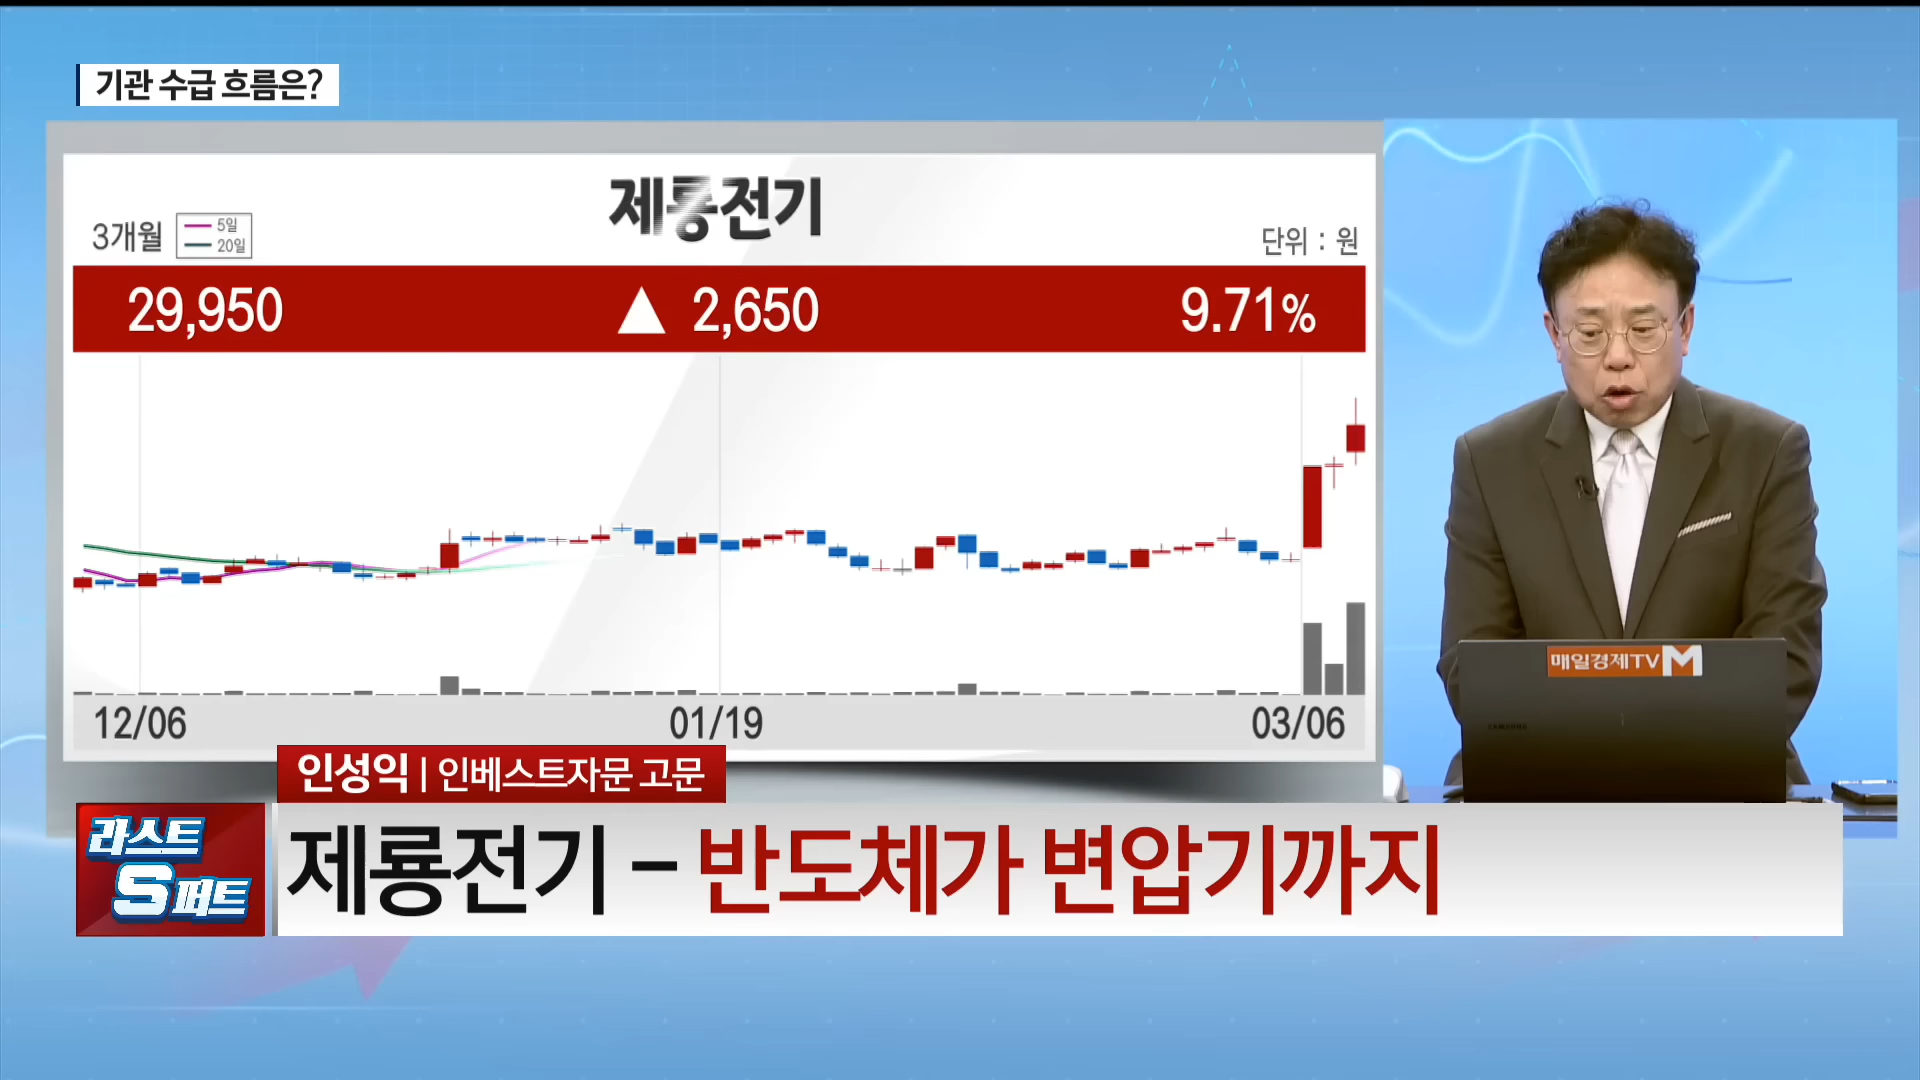 기관 수급 흐름은?
제룡전기
3개월
5일
20일
단위 : 원
29,950 ▲ 2,650 9.71%
12/06 01/19 03/06
매일경제TV M
SAMSUNG
인성익 | 인베스트자문 고문
라스트
S퍼트
제룡전기 - 반도체가 변압기까지